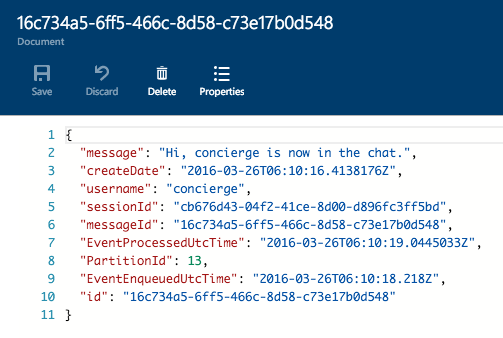 16c734a5-6ff5-466c-8d58-c73e17b0d548
Document
Save Discard Delete Properties
1 {
2 "message": "Hi, concierge is now in the chat.",
3 "createDate": "2016-03-26T06:10:16.4138176Z",
4 "username": "concierge",
5 "sessionId": "cb676d43-04f2-41ce-8d00-d896fc3ff5bd",
6 "messageId": "16c734a5-6ff5-466c-8d58-c73e17b0d548",
7 "EventProcessedUtcTime": "2016-03-26T06:10:19.0445033Z",
8 "PartitionId": 13,
9 "EventEnqueuedUtcTime": "2016-03-26T06:10:18.218Z",
10 "id": "16c734a5-6ff5-466c-8d58-c73e17b0d548"
11 }